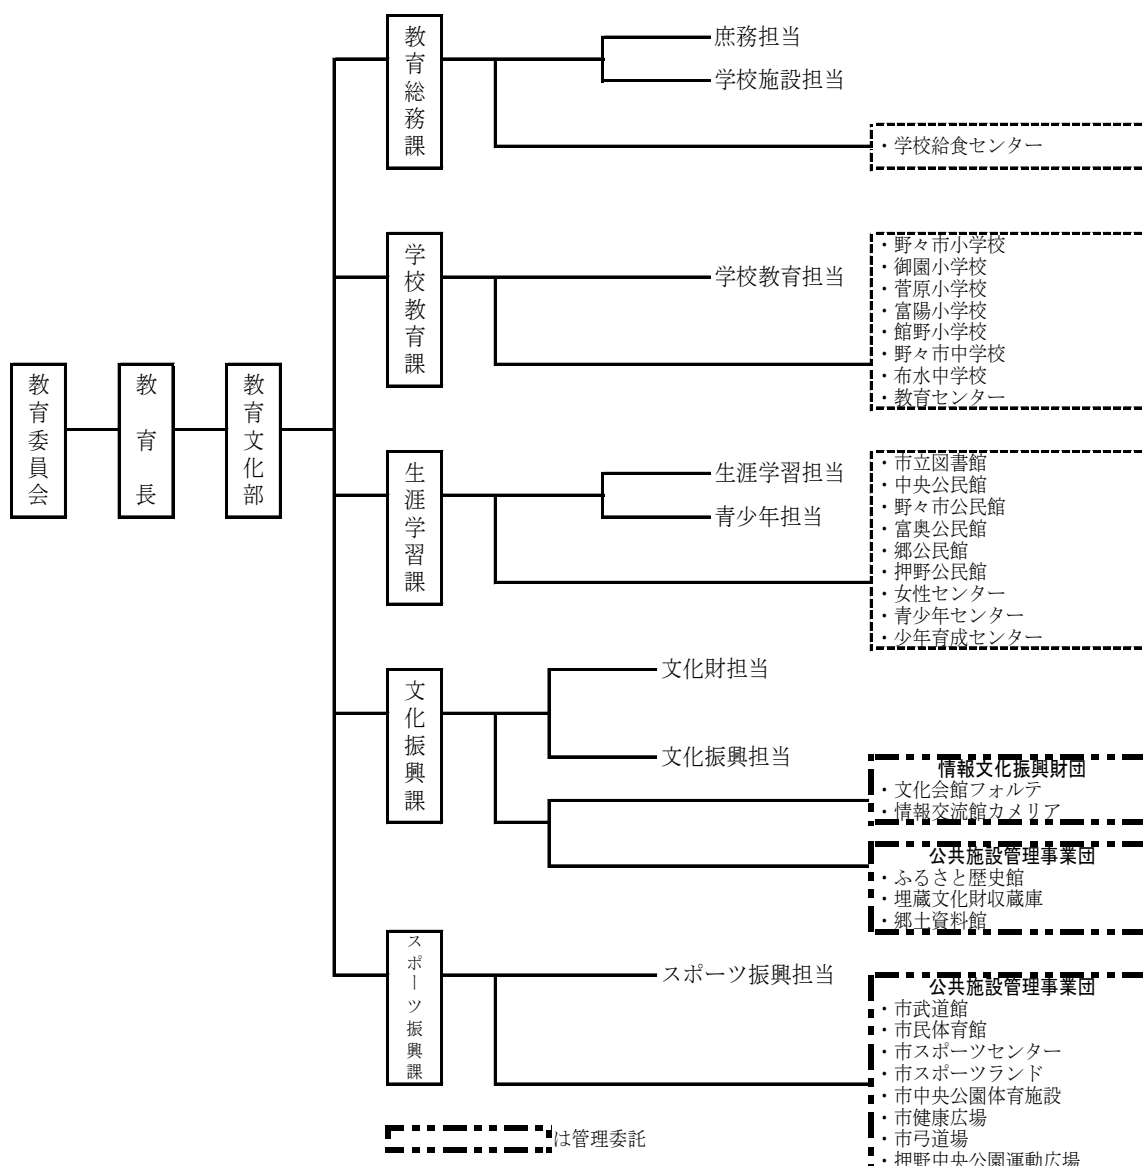 教育委員会
教育長
教育文化部
教育総務課
庶務担当
学校施設担当
・学校給食センター
学校教育課
学校教育担当
・野々市小学校
・御園小学校
・菅原小学校
・富陽小学校
・館野小学校
・野々市中学校
・布水中学校
・教育センター
生涯学習課
生涯学習担当
青少年担当
・市立図書館
・中央公民館
・野々市公民館
・富奥公民館
・郷公民館
・押野公民館
・女性センター
・青少年センター
・少年育成センター
文化振興課
文化財担当
文化振興担当
情報文化振興財団
・文化会館フォルテ
・情報交流館カメリア
公共施設管理事業団
・ふるさと歴史館
・埋蔵文化財収蔵庫
・郷土資料館
スポーツ振興課
スポーツ振興担当
公共施設管理事業団
・市武道館
・市民体育館
・市スポーツセンター
・市スポーツランド
・市中央公園体育施設
・市健康広場
・市弓道場
・押野中央公園運動広場
は管理委託